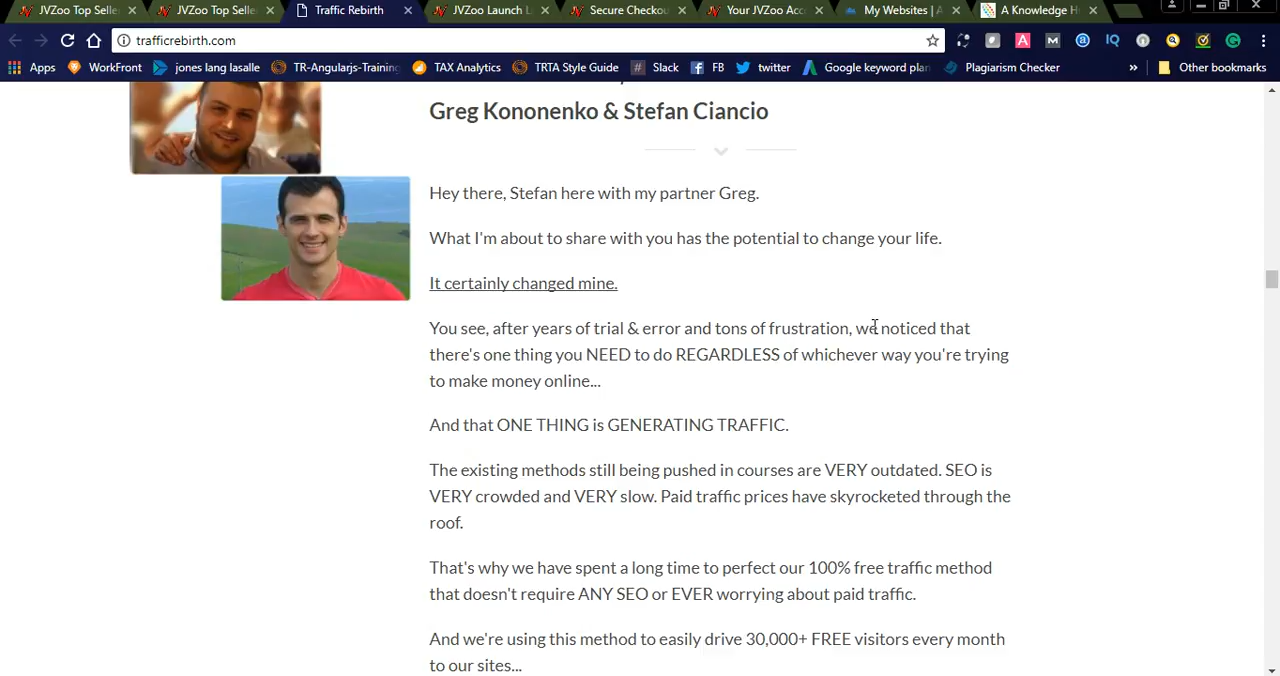 JVZoo Top Selle
JVZoo Top Selle
Traffic Rebirth
JVZoo Launch L
Secure Checkou
Your JVZoo Acc
My Websites | A
A Knowledge H
trafficrebirth.com
Apps
WorkFront
jones lang lasalle
TR-Angularjs-Training
TAX Analytics
TRTA Style Guide
Slack
FB
twitter
Google keyword plan
Plagiarism Checker
»
Other bookmarks
Greg Kononenko & Stefan Ciancio
Hey there, Stefan here with my partner Greg.
What I'm about to share with you has the potential to change your life.
It certainly changed mine.
You see, after years of trial & error and tons of frustration, we noticed that
there's one thing you NEED to do REGARDLESS of whichever way you're trying
to make money online...
And that ONE THING is GENERATING TRAFFIC.
The existing methods still being pushed in courses are VERY outdated. SEO is
VERY crowded and VERY slow. Paid traffic prices have skyrocketed through the
roof.
That's why we have spent a long time to perfect our 100% free traffic method
that doesn't require ANY SEO or EVER worrying about paid traffic.
And we're using this method to easily drive 30,000+ FREE visitors every month
to our sites...